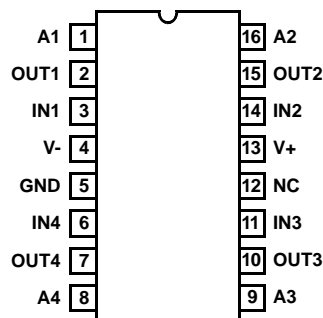 A1 1 16 A2
OUT1 2 15 OUT2
IN1 3 14 IN2
V- 4 13 V+
GND 5 12 NC
IN4 6 11 IN3
OUT4 7 10 OUT3
A4 8 9 A3